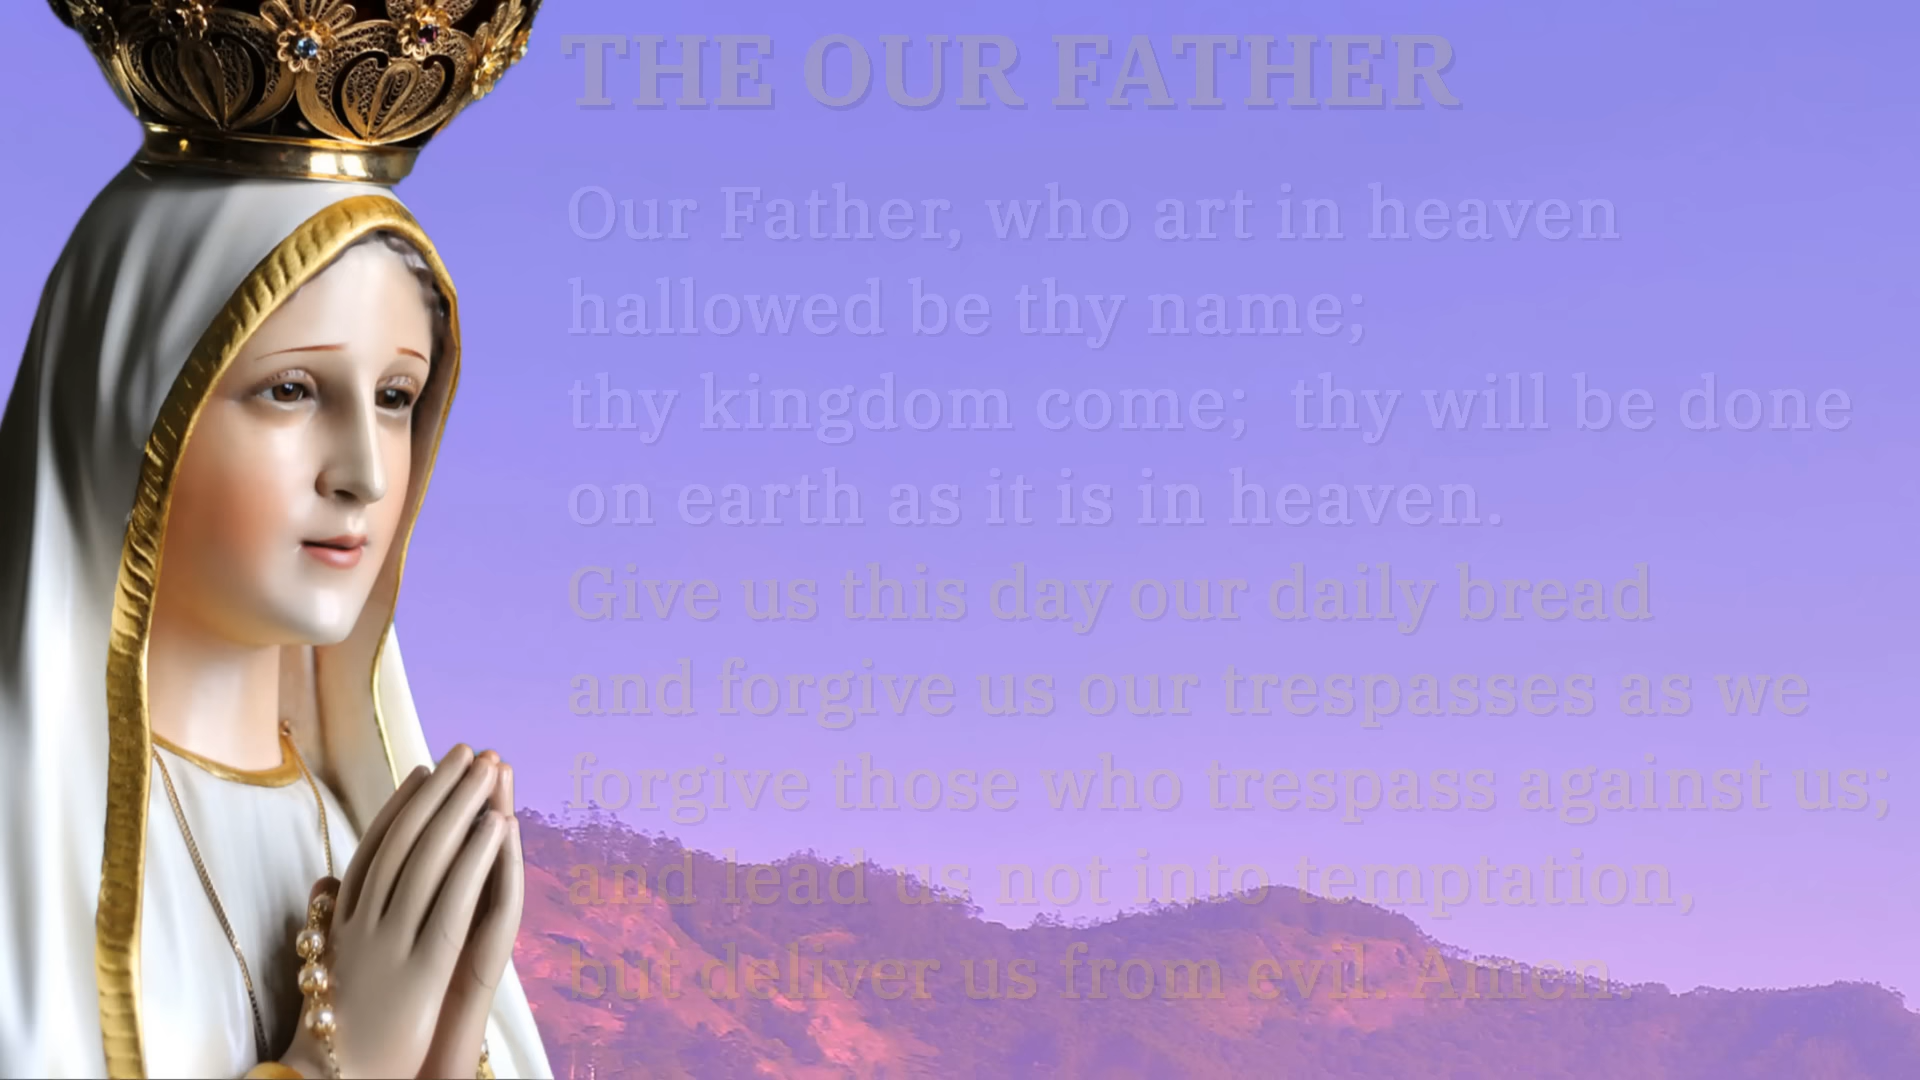 THE OUR FATHER
Our Father, who art in heaven
hallowed be thy name;
thy kingdom come;  thy will be done
on earth as it is in heaven.
Give us this day our daily bread
and forgive us our trespasses as we
forgive those who trespass against us;
and lead us not into temptation,
but deliver us from evil. Amen.